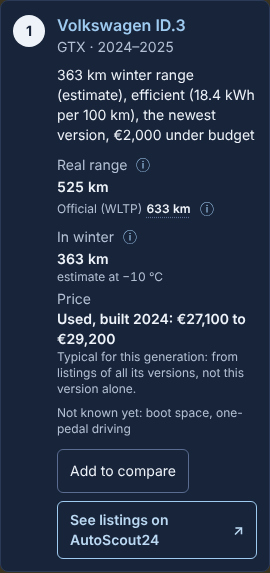 1
Volkswagen ID.3
GTX · 2024–2025
363 km winter range
(estimate), efficient (18.4 kWh
per 100 km), the newest
version, €2,000 under budget
Real range ⓘ
525 km
Official (WLTP) 633 km ⓘ
In winter ⓘ
363 km
estimate at −10 °C
Price
Used, built 2024: €27,100 to
€29,200
Typical for this generation: from
listings of all its versions, not this
version alone.
Not known yet: boot space, one-
pedal driving
Add to compare
See listings on
AutoScout24 ↗